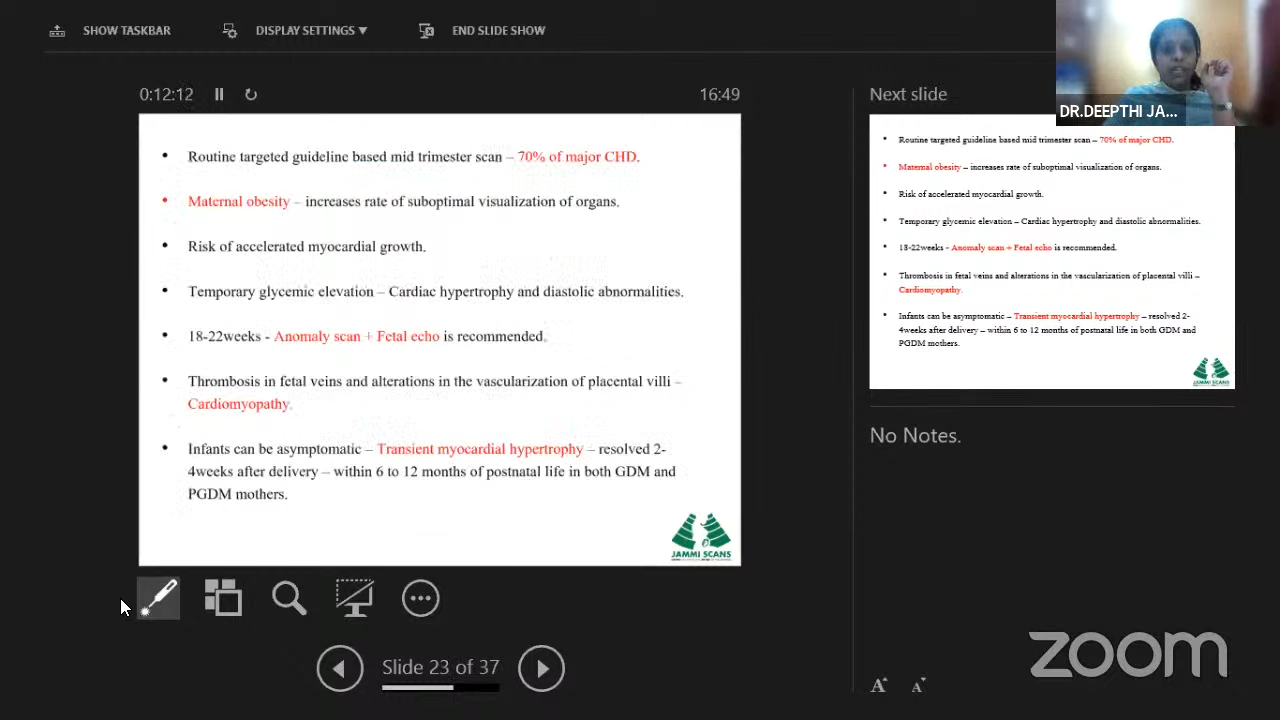 SHOW TASKBAR
DISPLAY SETTINGS
END SLIDE SHOW
DR.DEEPTHI JA...
0:12:12
16:49
Next slide
• Routine targeted guideline based mid trimester scan – 70% of major CHD.
• Maternal obesity – increases rate of suboptimal visualization of organs.
• Risk of accelerated myocardial growth.
• Temporary glycemic elevation – Cardiac hypertrophy and diastolic abnormalities.
• 18-22weeks - Anomaly scan + Fetal echo is recommended.
• Thrombosis in fetal veins and alterations in the vascularization of placental villi –
Cardiomyopathy.
• Infants can be asymptomatic – Transient myocardial hypertrophy – resolved 2-
4weeks after delivery – within 6 to 12 months of postnatal life in both GDM and
PGDM mothers.
JAMMI SCANS
• Routine targeted guideline based mid trimester scan – 70% of major CHD.
• Maternal obesity – increases rate of suboptimal visualization of organs.
• Risk of accelerated myocardial growth.
• Temporary glycemic elevation – Cardiac hypertrophy and diastolic abnormalities.
• 18-22weeks - Anomaly scan + Fetal echo is recommended.
• Thrombosis in fetal veins and alterations in the vascularization of placental villi –
Cardiomyopathy.
• Infants can be asymptomatic – Transient myocardial hypertrophy – resolved 2-
4weeks after delivery – within 6 to 12 months of postnatal life in both GDM and
PGDM mothers.
JAMMI SCANS
No Notes.
Slide 23 of 37
A A
zoom